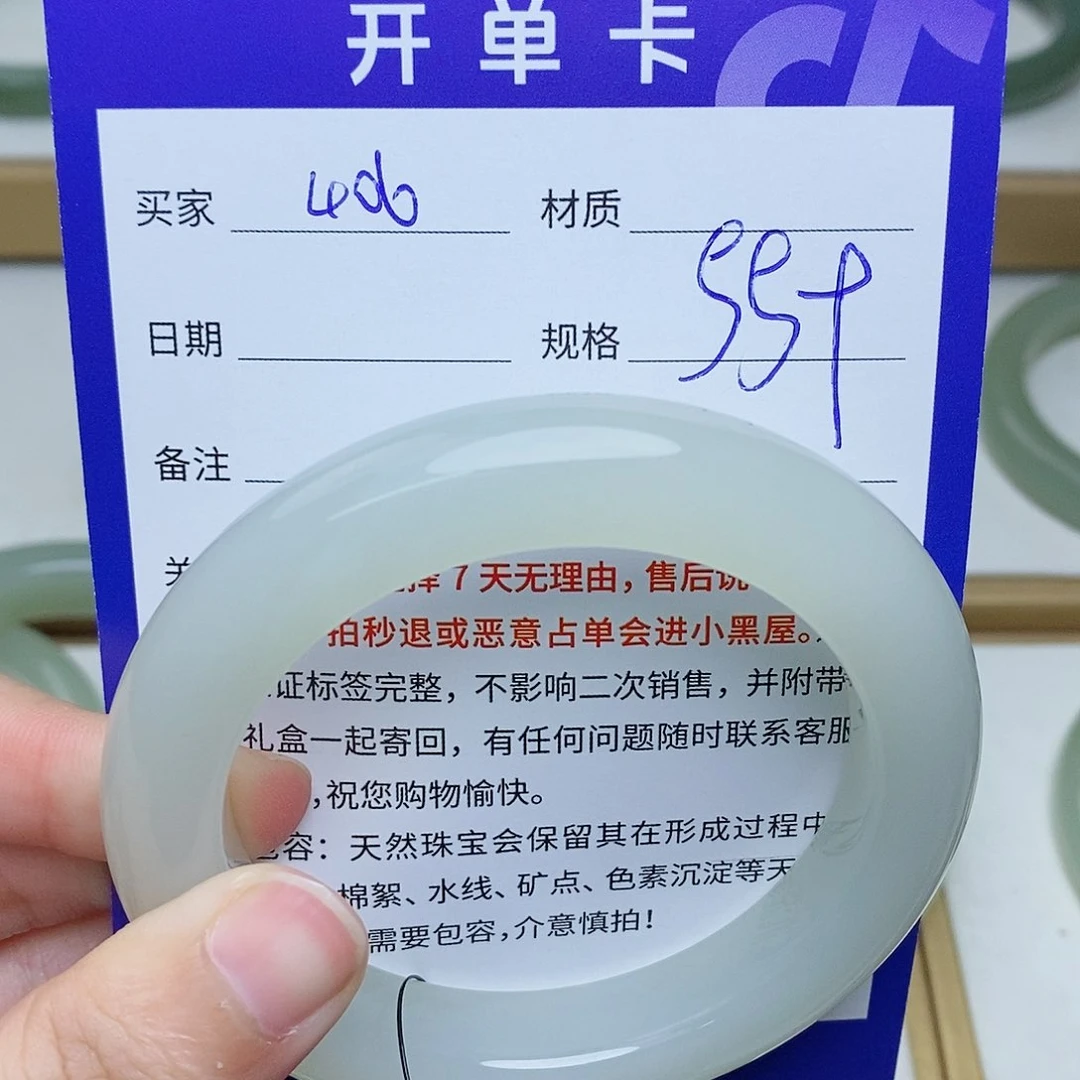 开单卡
买家 406 材质
日期 规格 55+
备注
7天无理由，售后说
拍秒退或恶意占单会进小黑屋。
证标签完整，不影响二次销售，并附带
礼盒一起寄回，有任何问题随时联系客服
，祝您购物愉快。
容：天然珠宝会保留其在形成过程中
棉絮、水线、矿点、色素沉淀等天
需要包容，介意慎拍！